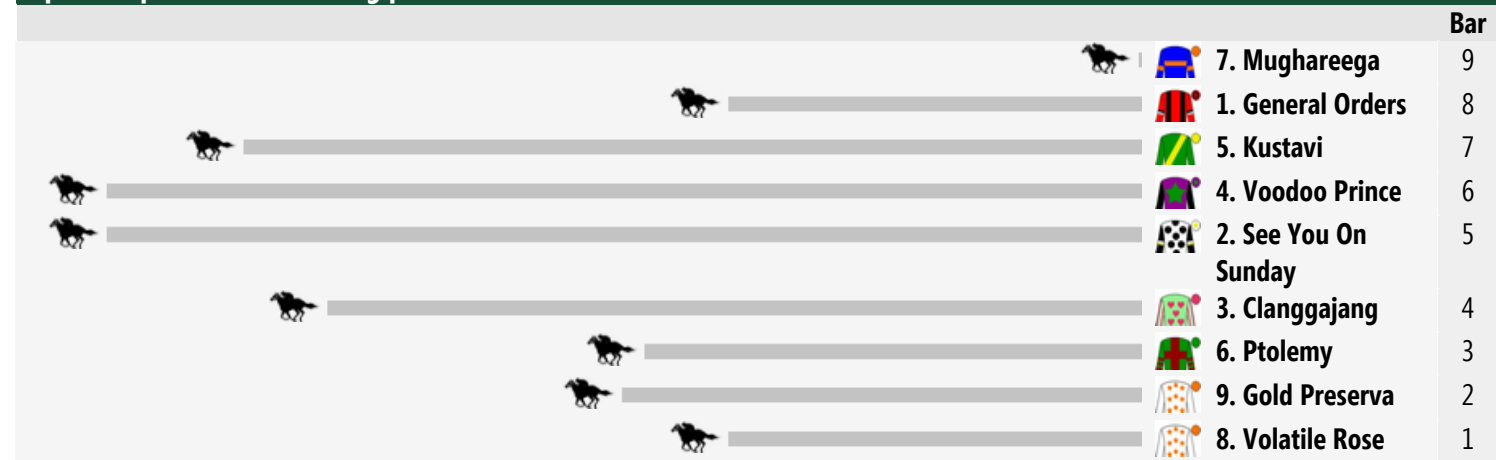 Bar
7. Mughareega 9
1. General Orders 8
5. Kustavi 7
4. Voodoo Prince 6
2. See You On 5
Sunday
3. Clanggajang 4
6. Ptolemy 3
9. Gold Preserva 2
8. Volatile Rose 1